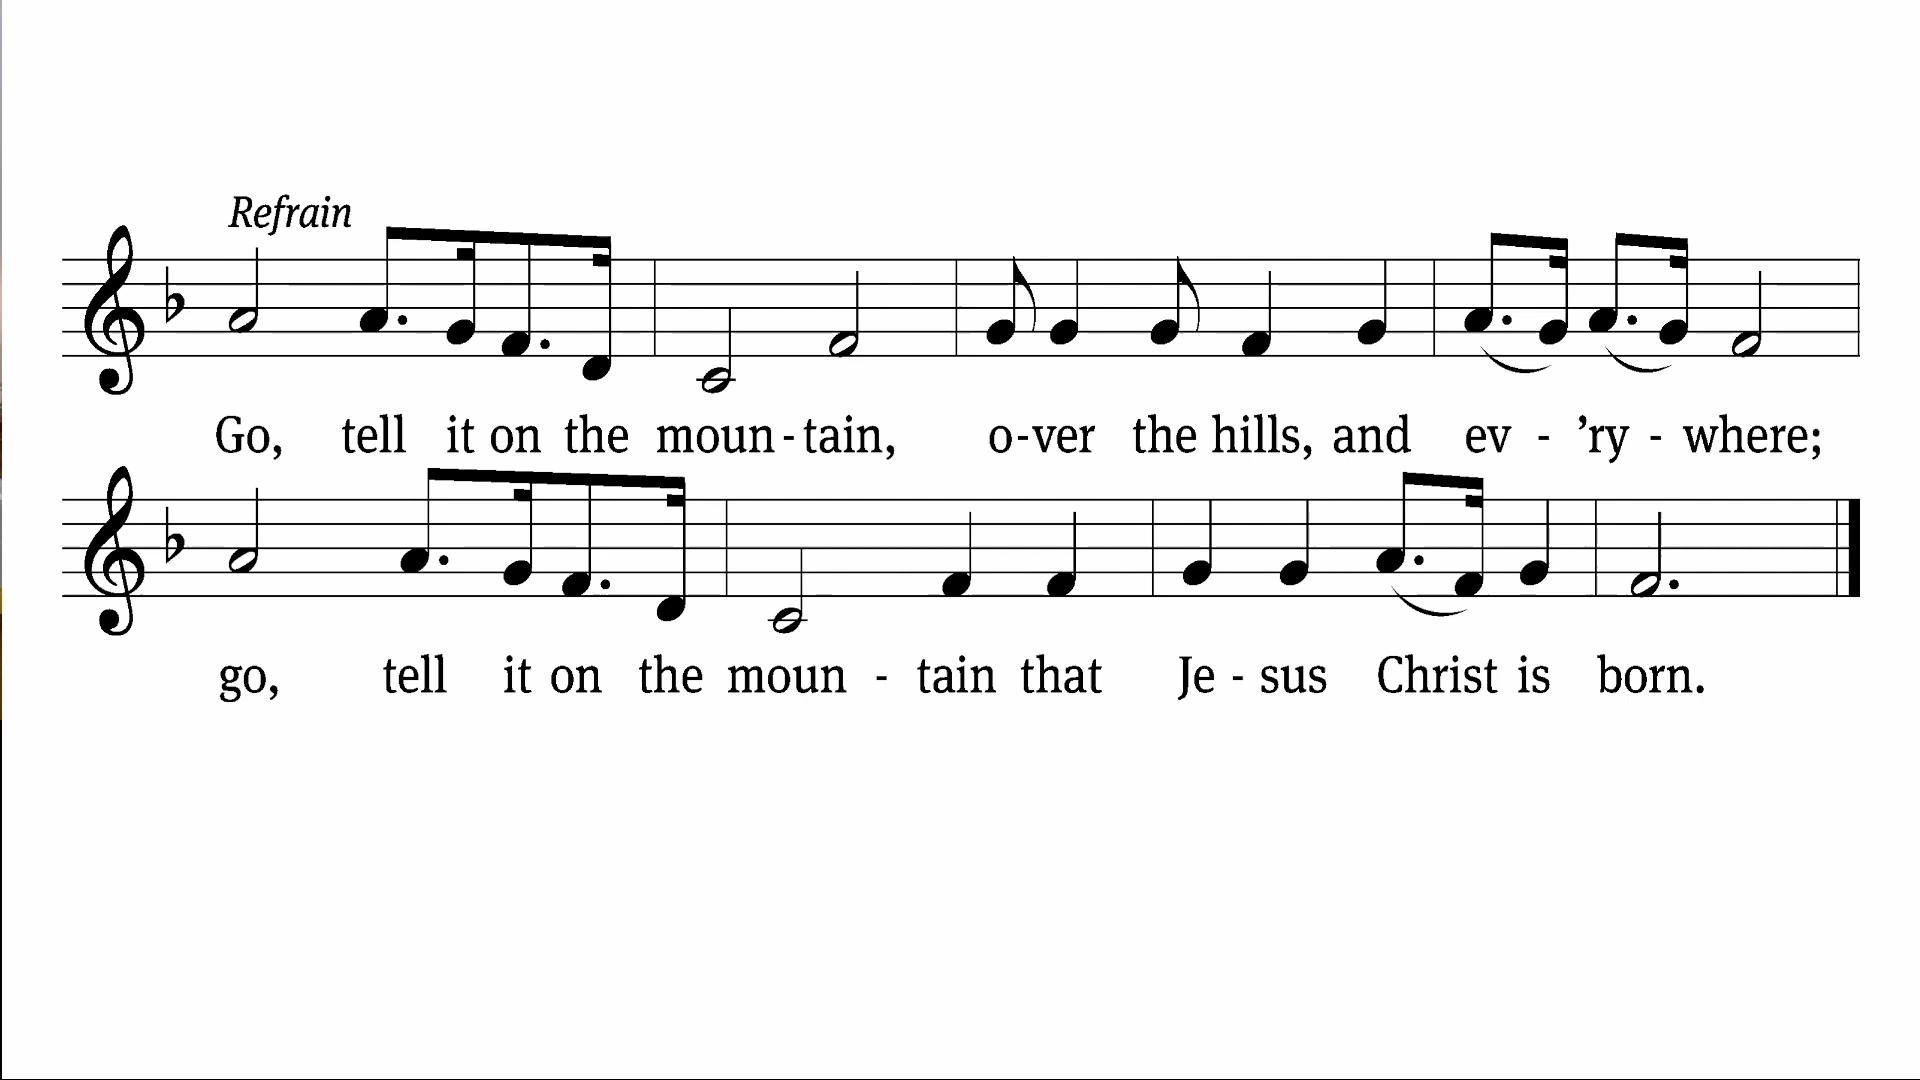 Refrain
Go, tell it on the moun-tain, o-ver the hills, and ev - ’ry - where;
go, tell it on the moun - tain that Je - sus Christ is born.